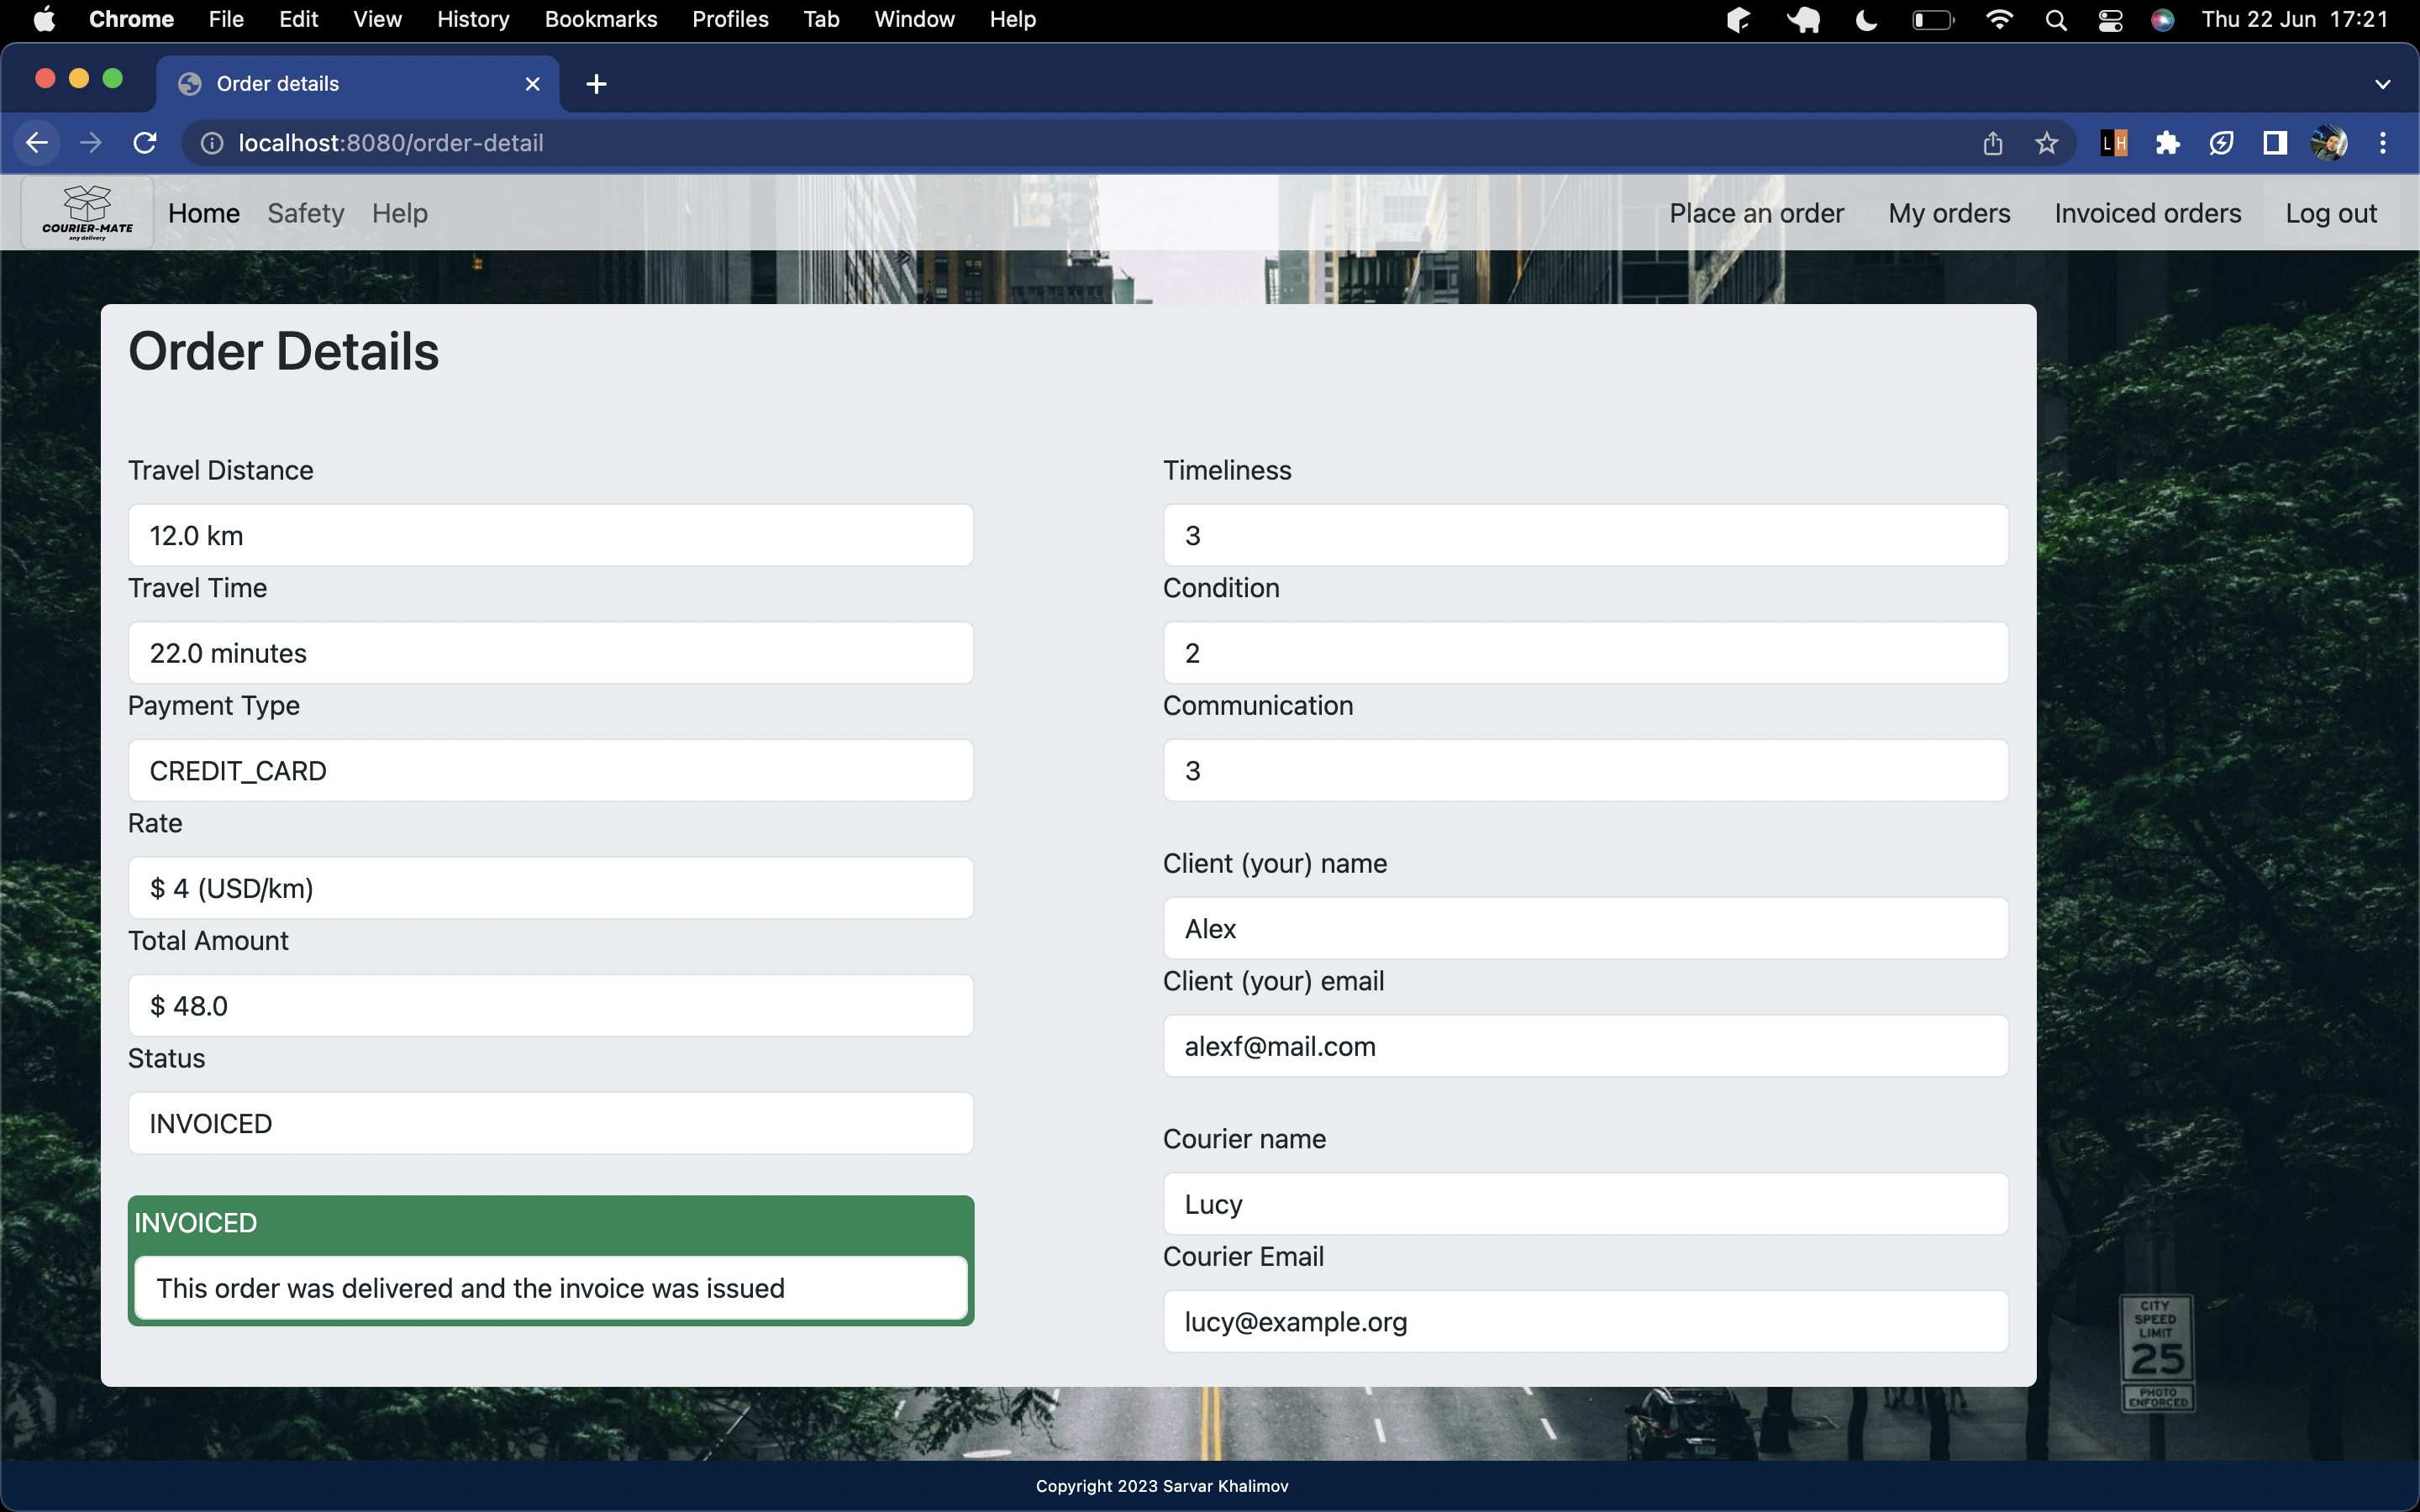 Chrome File Edit View History Bookmarks Profiles Tab Window Help Thu 22 Jun 17:21
Order details
localhost:8080/order-detail
LH
COURIER-MATE
any delivery
Home Safety Help Place an order My orders Invoiced orders Log out
Order Details
Travel Distance
12.0 km
Travel Time
22.0 minutes
Payment Type
CREDIT_CARD
Rate
$ 4 (USD/km)
Total Amount
$ 48.0
Status
INVOICED
INVOICED
This order was delivered and the invoice was issued
Timeliness
3
Condition
2
Communication
3
Client (your) name
Alex
Client (your) email
alexf@mail.com
Courier name
Lucy
Courier Email
lucy@example.org
CITY
SPEED
LIMIT
25
PHOTO
ENFORCED
Copyright 2023 Sarvar Khalimov